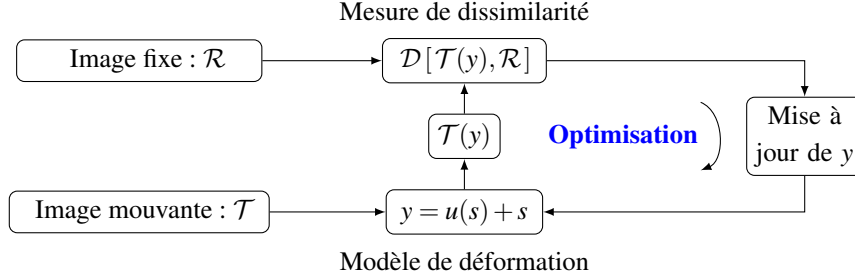 Mesure de dissimilarité
Image fixe : ℛ
𝒟 [𝒯(y), ℛ]
𝒯(y)
Optimisation
Mise à
jour de y
Image mouvante : 𝒯
y = u(s) + s
Modèle de déformation